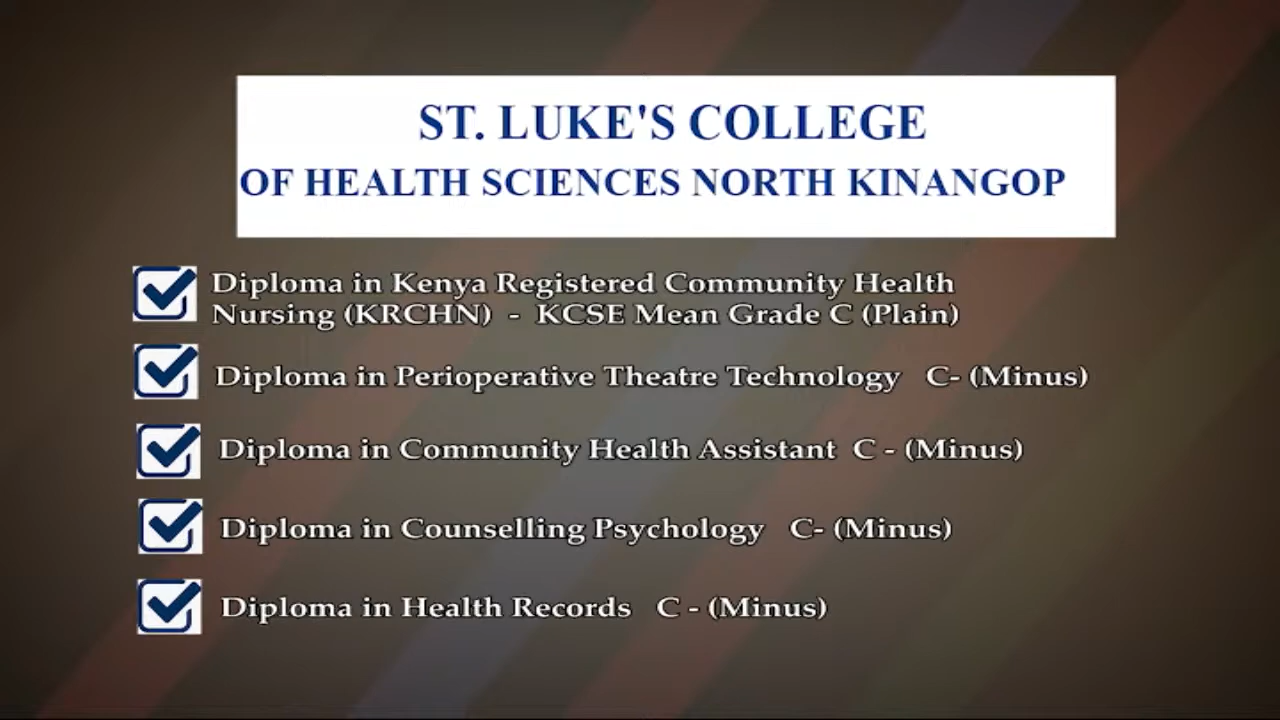 ST. LUKE'S COLLEGE
OF HEALTH SCIENCES NORTH KINANGOP
Diploma in Kenya Registered Community Health
Nursing (KRCHN) - KCSE Mean Grade C (Plain)
Diploma in Perioperative Theatre Technology C- (Minus)
Diploma in Community Health Assistant C - (Minus)
Diploma in Counselling Psychology C- (Minus)
Diploma in Health Records C - (Minus)